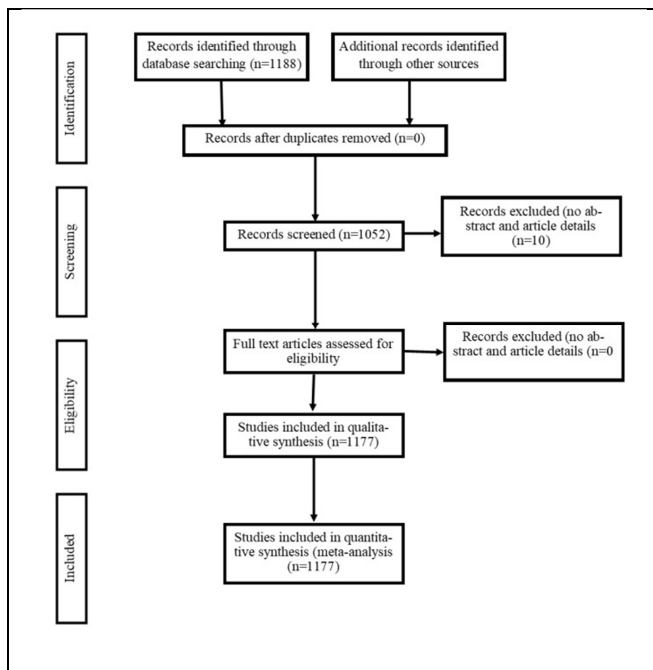 Identification
Records identified through
database searching (n=1188)
Additional records identified
through other sources
Records after duplicates removed (n=0)
Screening
Records screened (n=1052)
Records excluded (no ab-
stract and article details
(n=10)
Eligibility
Full text articles assessed for
eligibility
Records excluded (no ab-
stract and article details (n=0
Studies included in qualita-
tive synthesis (n=1177)
Included
Studies included in quantita-
tive synthesis (meta-analysis
(n=1177)